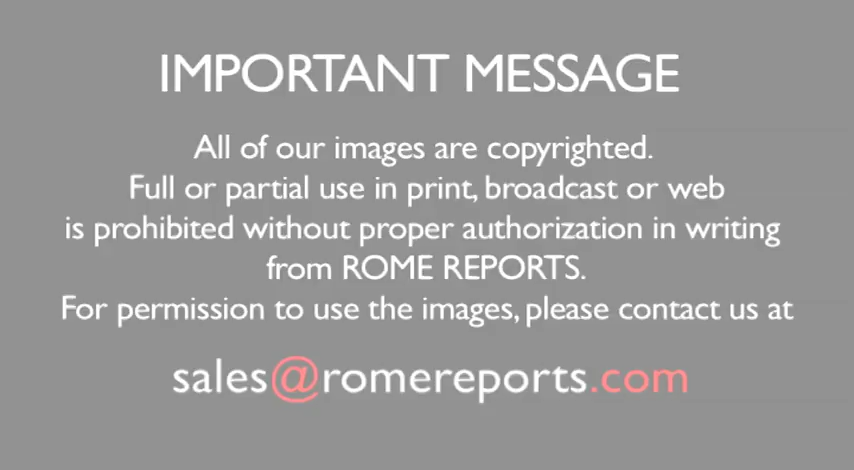 IMPORTANT MESSAGE
All of our images are copyrighted.
Full or partial use in print, broadcast or web
is prohibited without proper authorization in writing
from ROME REPORTS.
For permission to use the images, please contact us at
sales@romereports.com